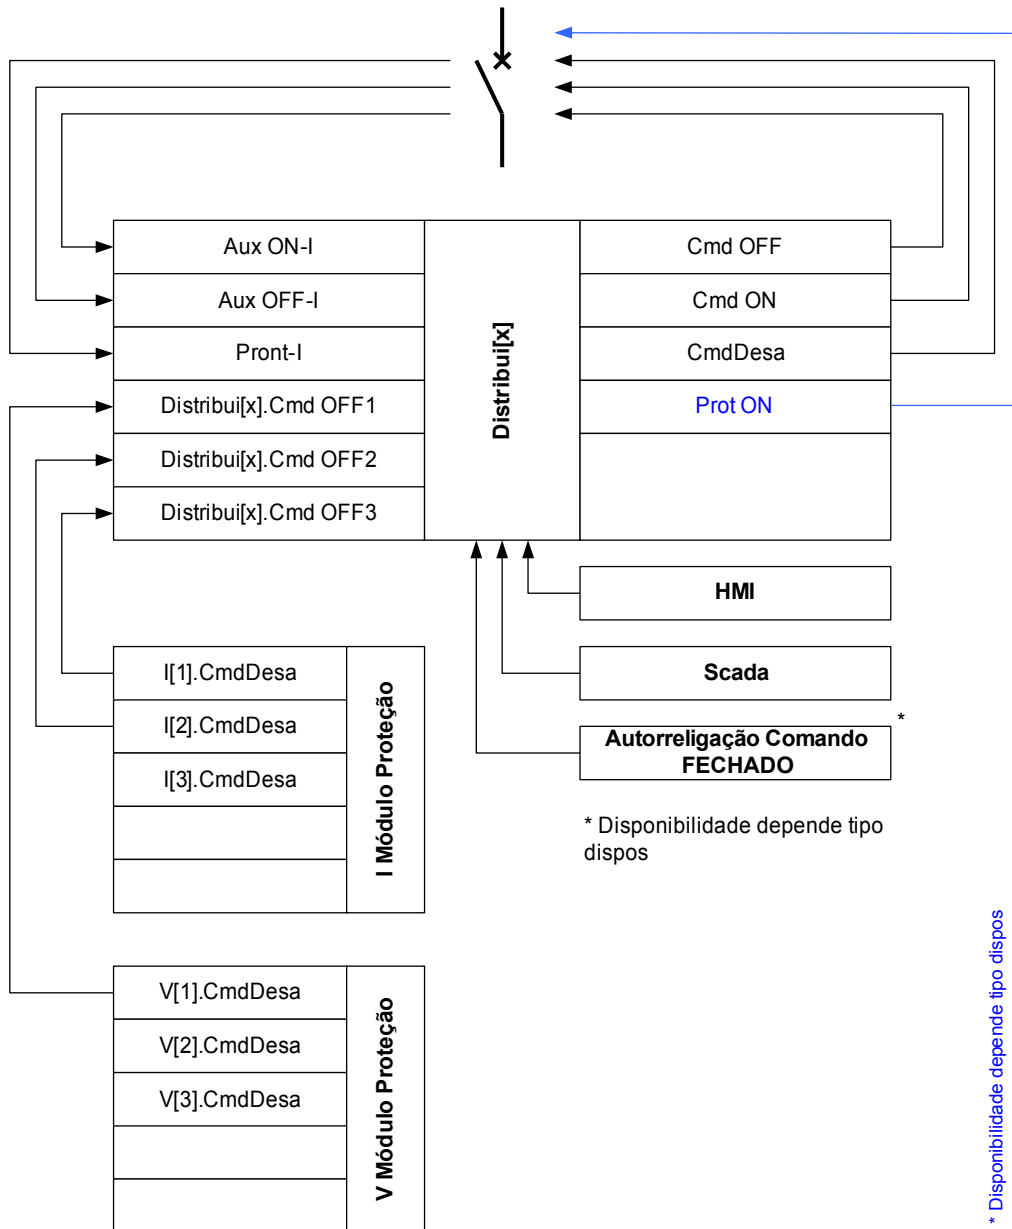 Aux ON-I
Aux OFF-I
Pront-I
Distribui[x].Cmd OFF1
Distribui[x].Cmd OFF2
Distribui[x].Cmd OFF3
Distribui[x]
Cmd OFF
Cmd ON
CmdDesa
Prot ON
HMI
Scada
*
Autorreligação Comando
FECHADO
* Disponibilidade depende tipo
dispos
I[1].CmdDesa
I[2].CmdDesa
I[3].CmdDesa
I Módulo Proteção
V[1].CmdDesa
V[2].CmdDesa
V[3].CmdDesa
V Módulo Proteção
* Disponibilidade depende tipo dispos